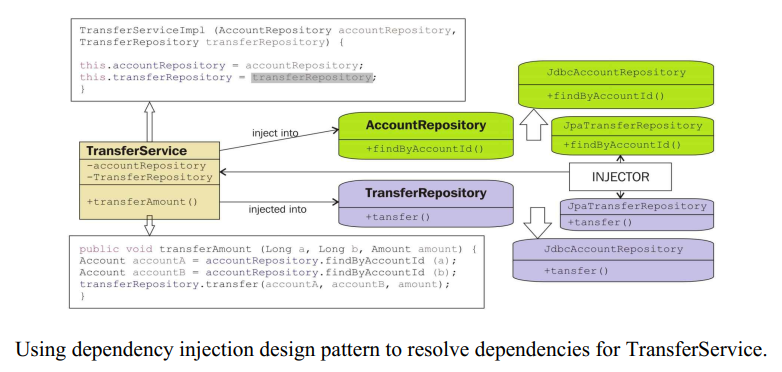 TransferServiceImpl (AccountRepository accountRepository,
TransferRepository transferRepository) {
this.accountRepository = accountRepository;
this.transferRepository = transferRepository;
}
TransferService
-accountRepository
-TransferRepository
+transferAmount()
inject into
injected into
AccountRepository
+findByAccountId()
TransferRepository
+tansfer()
JdbcAccountRepository
+findByAccountId()
JpaTransferRepository
+findByAccountId()
INJECTOR
JpaTransferRepository
+tansfer()
JdbcAccountRepository
+tansfer()
public void transferAmount (Long a, Long b, Amount amount) {
Account accountA = accountRepository.findByAccountId (a);
Account accountB = accountRepository.findByAccountId (b);
transferRepository.transfer(accountA, accountB, amount);
}
Using dependency injection design pattern to resolve dependencies for TransferService.